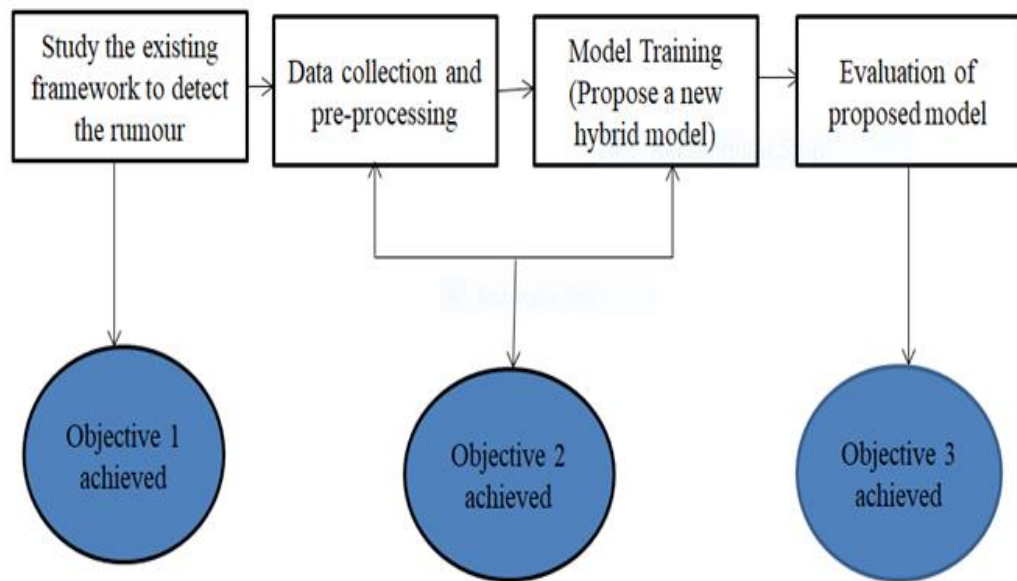 Study the existing
framework to detect
the rumour
Data collection and
pre-processing
Model Training
(Propose a new
hybrid model)
Evaluation of
proposed model
Objective 1
achieved
Objective 2
achieved
Objective 3
achieved